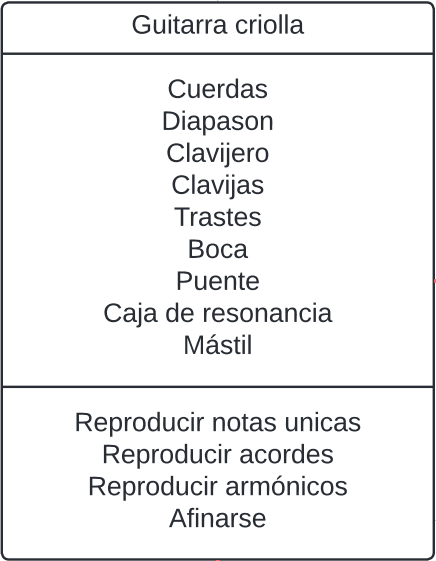 Guitarra criolla
Cuerdas
Diapason
Clavijero
Clavijas
Trastes
Boca
Puente
Caja de resonancia
Mástil
Reproducir notas unicas
Reproducir acordes
Reproducir armónicos
Afinarse